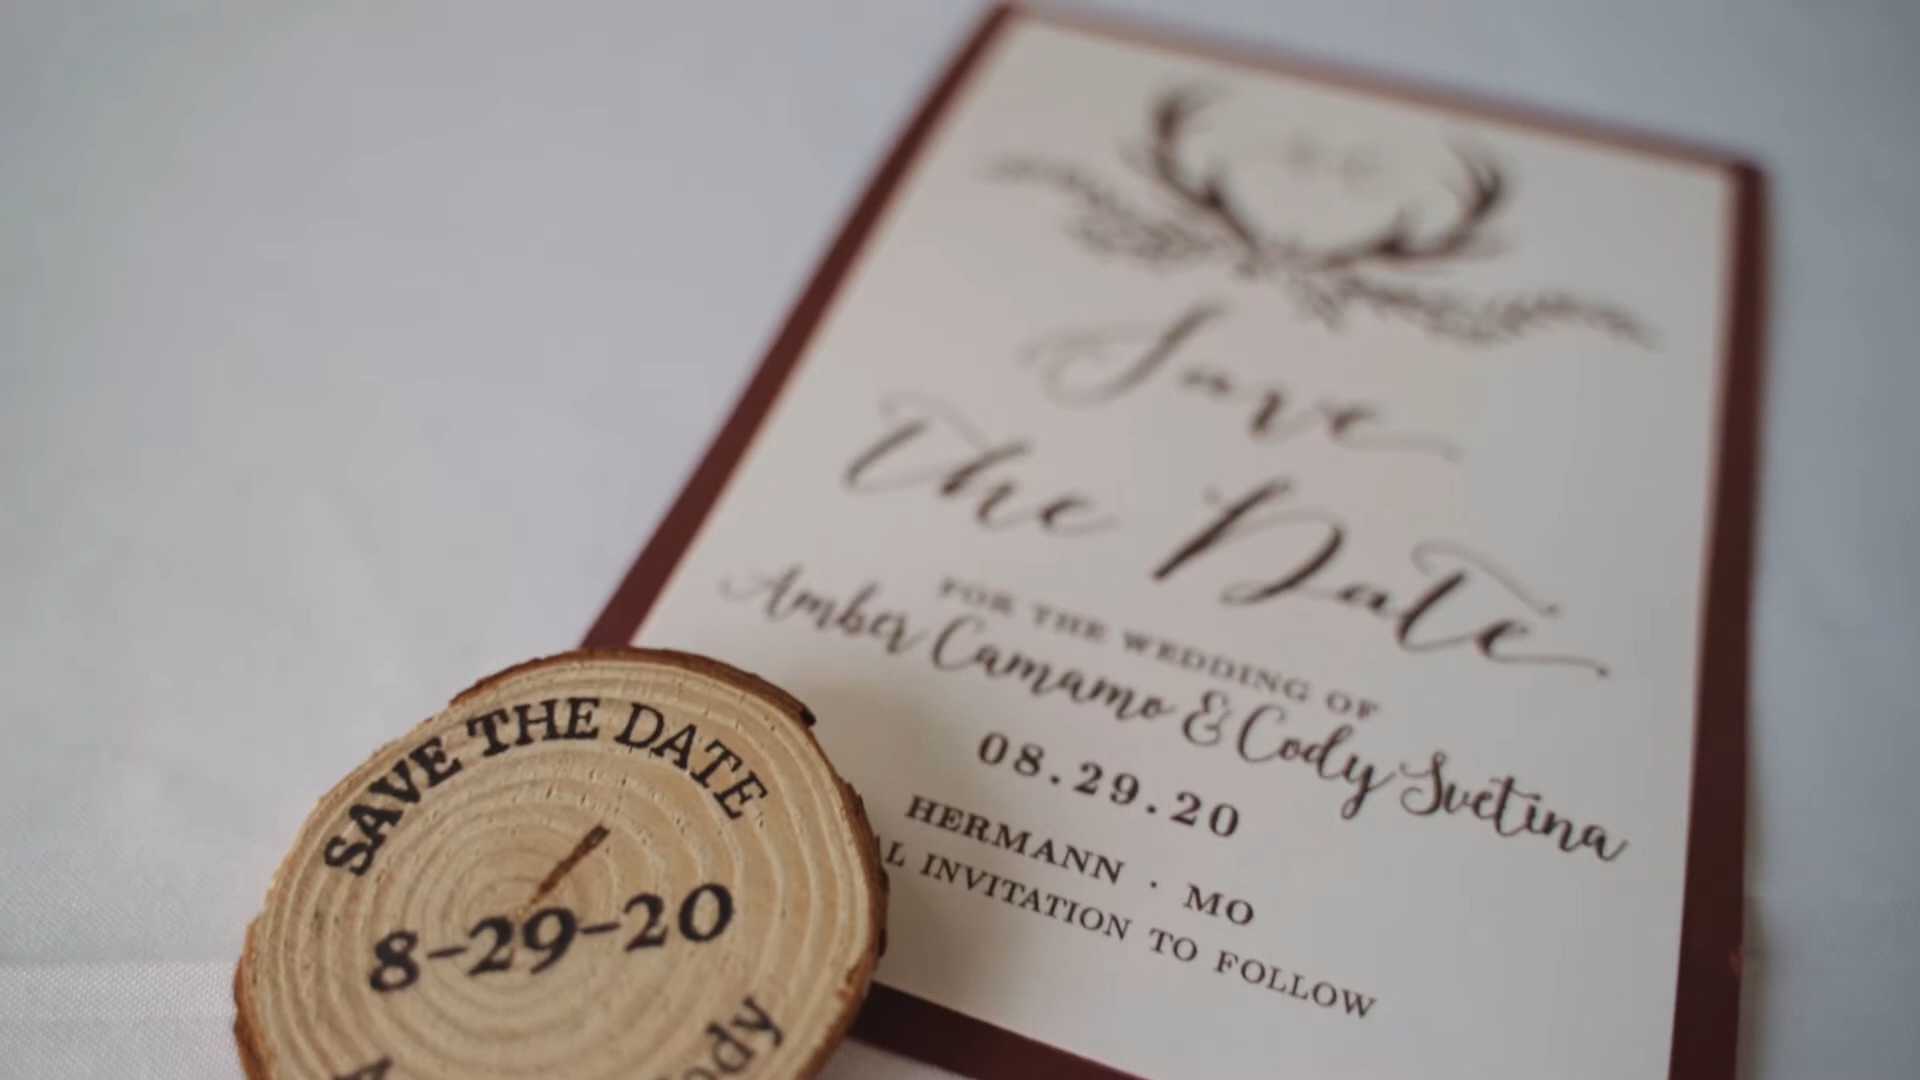 Save
the Date
FOR THE WEDDING OF
Amber Camamo & Cody Svetina
08.29.20
HERMANN · MO
L INVITATION TO FOLLOW
SAVE THE DATE
8-29-20
A ody